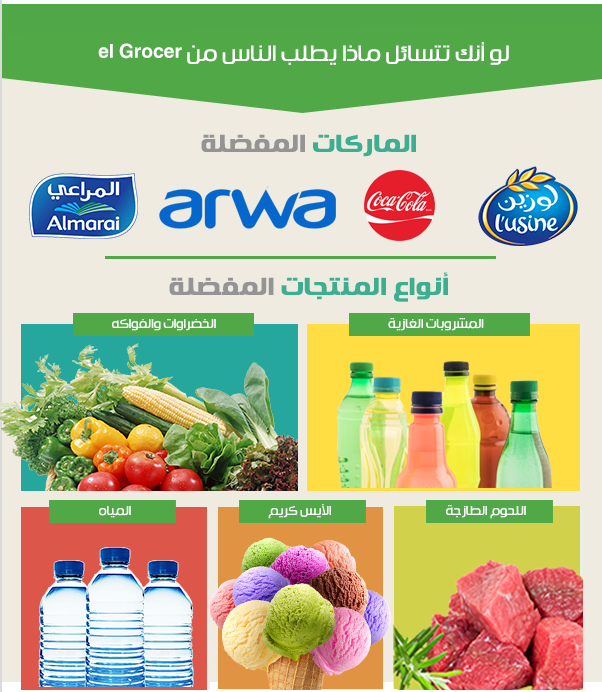 لو أنك تتسائل ماذا يطلب الناس من el Grocer
الماركات المفضلة
المراعي
Almarai
arwa
Coca-Cola
لوزين
L'usine
أنواع المنتجات المفضلة
الخضراوات والفواكه
المشروبات الغازية
المياه
الأيس كريم
اللحوم الطازجة